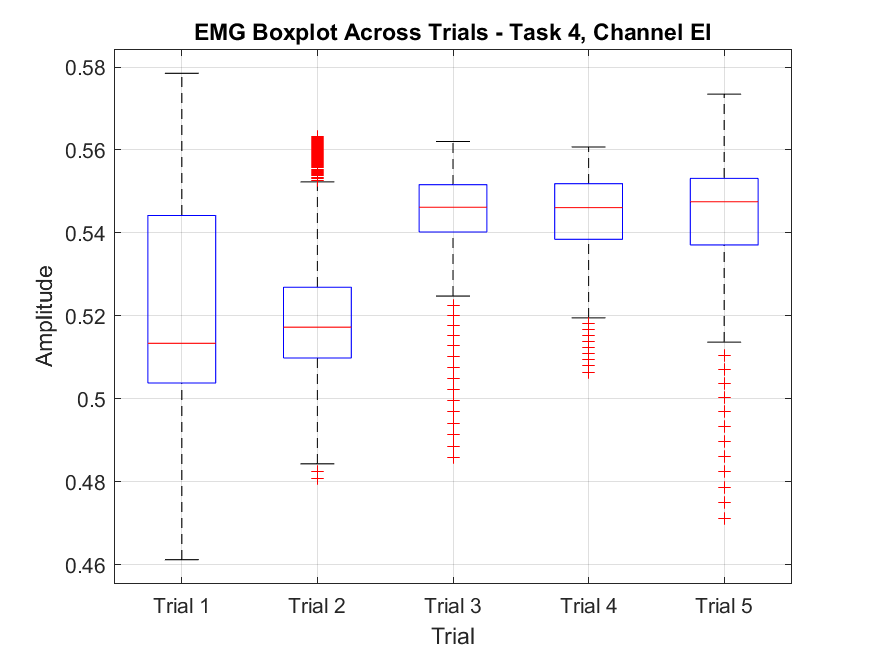 EMG Boxplot Across Trials - Task 4, Channel EI
0.58
0.56
0.54
0.52
0.5
0.48
0.46
Amplitude
Trial 1 Trial 2 Trial 3 Trial 4 Trial 5
Trial